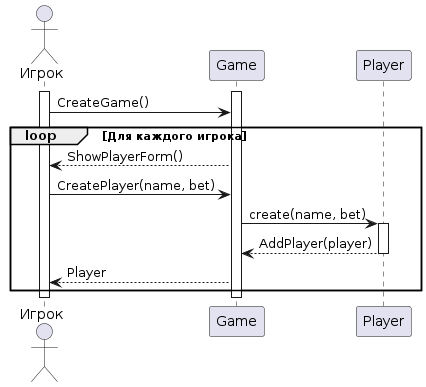 Игрок
Game
Player
CreateGame()
loop [Для каждого игрока]
ShowPlayerForm()
CreatePlayer(name, bet)
create(name, bet)
AddPlayer(player)
Player
Игрок
Game
Player